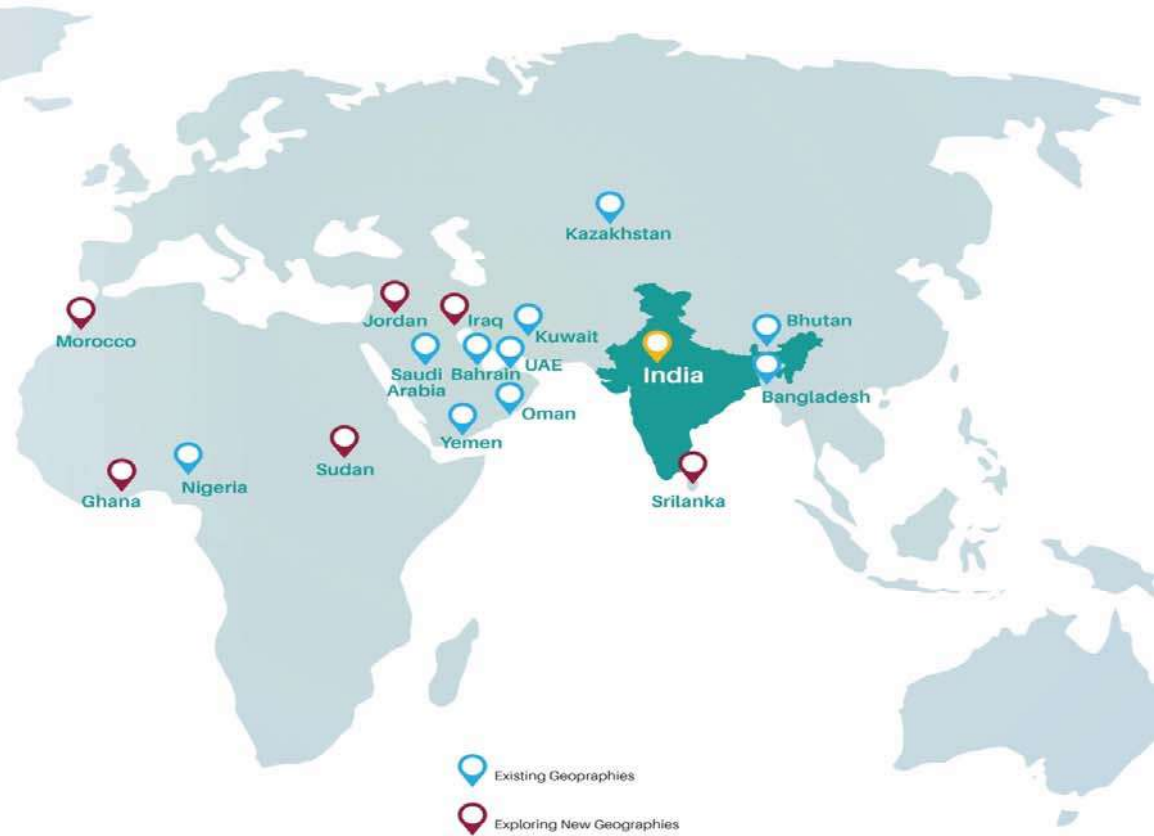 Kazakhstan
Jordan
Iraq
Kuwait
Bhutan
Morocco
Saudi
Arabia
Bahrain
UAE
India
Bangladesh
Oman
Yemen
Sudan
Nigeria
Ghana
Srilanka
Existing Geopraphies
Exploring New Geographies